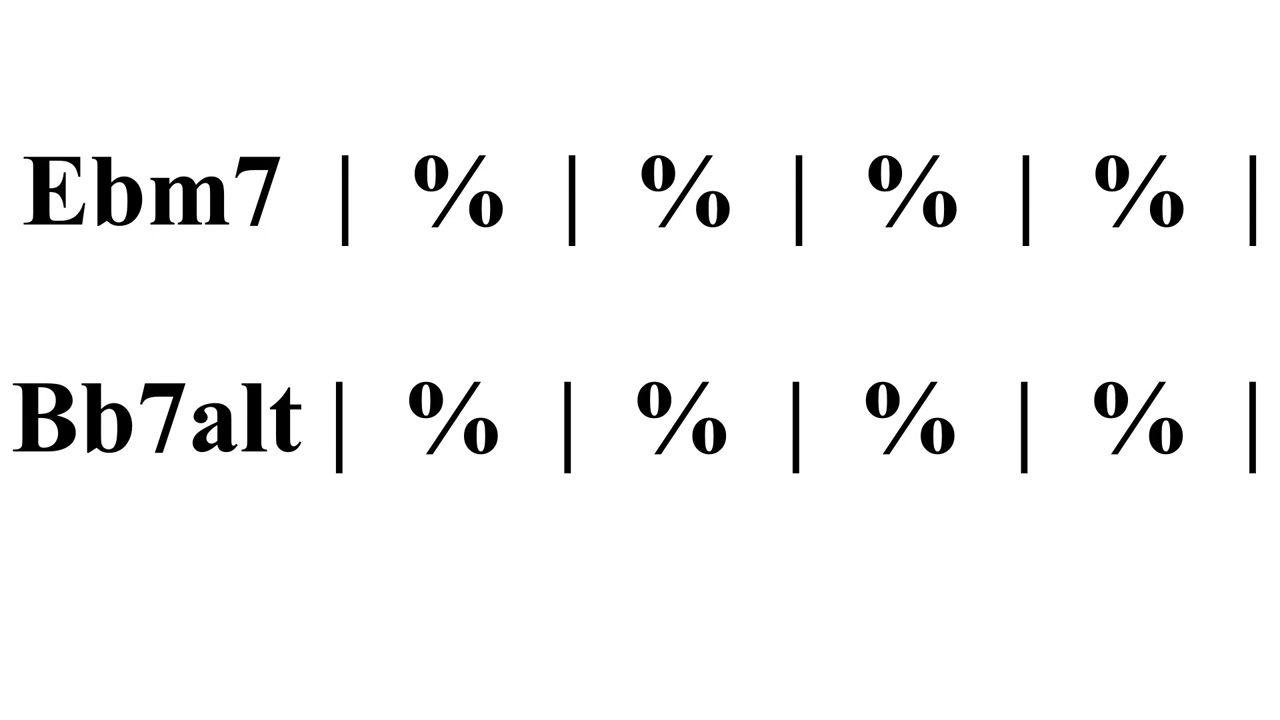 Ebm7 | % | % | % | % |
Bb7alt | % | % | % | % |